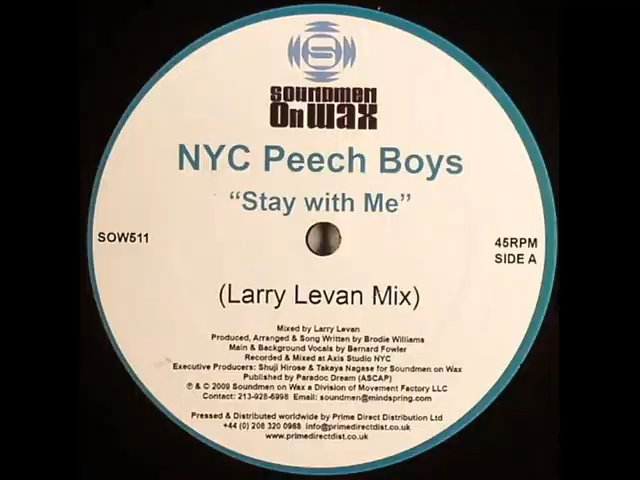 S
SOUNDMEN
ON WAX
NYC Peech Boys
“Stay with Me”
SOW511
45RPM
SIDE A
(Larry Levan Mix)
Mixed by Larry Levan
Produced, Arranged & Song Written by Brodie Williams
Main & Background Vocals by Bernard Fowler
Recorded & Mixed at Axis Studio NYC
Executive Producers: Shuji Hirose & Takaya Nagase for Soundmen on Wax
Published by Paradoc Dream (ASCAP)
℗ & © 2009 Soundmen on Wax a Division of Movement Factory LLC
Contact: 213-926-6998 Email: soundmen@mindspring.com
Pressed & Distributed worldwide by Prime Direct Distribution Ltd
+44 (0) 208 320 0988 info@primedirectdist.co.uk
www.primedirectdist.co.uk